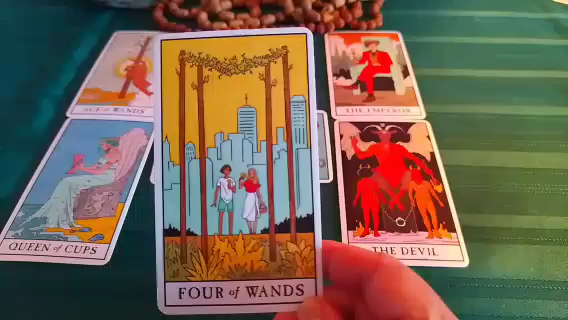 ACE of WANDS
THE EMPEROR
QUEEN of CUPS
THE DEVIL
FOUR of WANDS